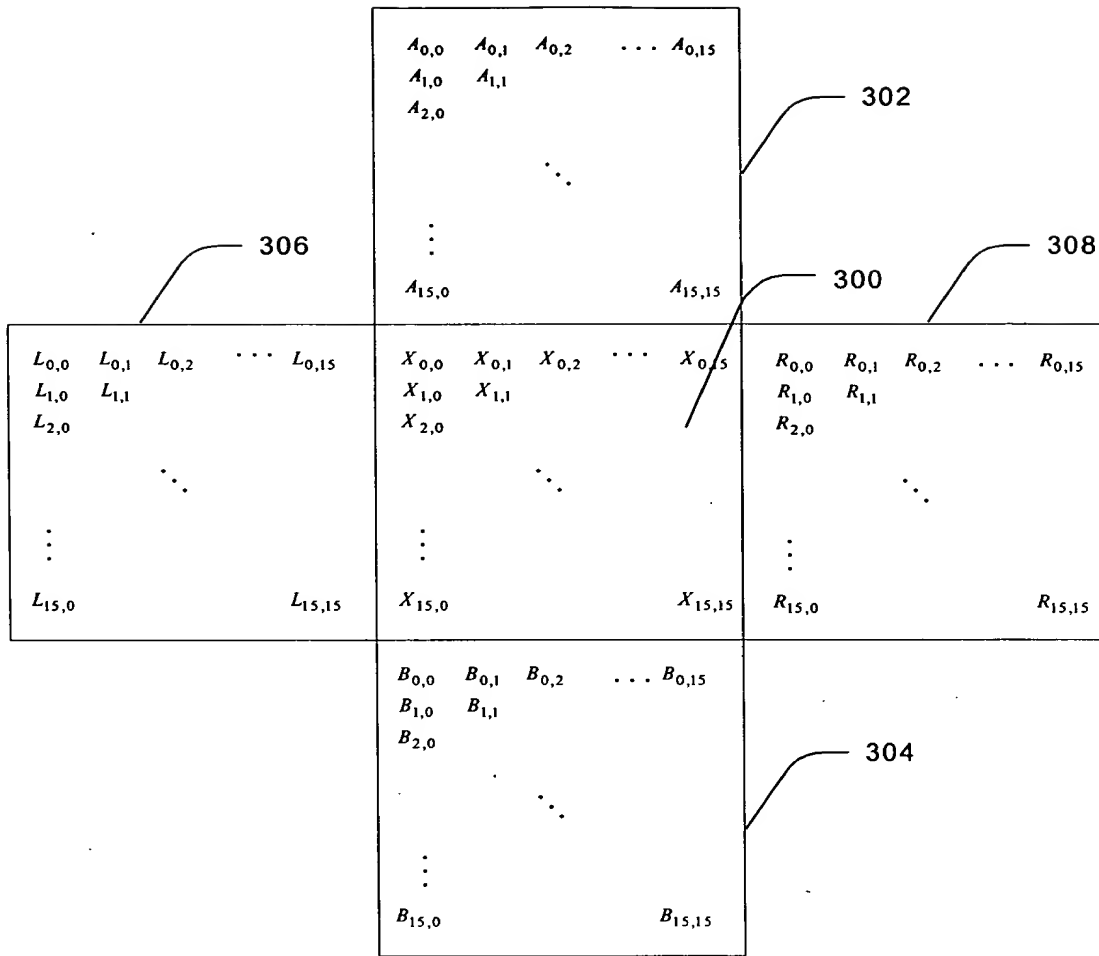 A0,0 A0,1 A0,2 ··· A0,15
A1,0 A1,1
A2,0
302
⋱
⋮
A15,0 A15,15
306
308
300
L0,0 L0,1 L0,2 ··· L0,15
L1,0 L1,1
L2,0
⋱
⋮
L15,0 L15,15
X0,0 X0,1 X0,2 ··· X0,15
X1,0 X1,1
X2,0
⋱
⋮
X15,0 X15,15
R0,0 R0,1 R0,2 ··· R0,15
R1,0 R1,1
R2,0
⋱
⋮
R15,0 R15,15
B0,0 B0,1 B0,2 ··· B0,15
B1,0 B1,1
B2,0
304
⋱
⋮
B15,0 B15,15